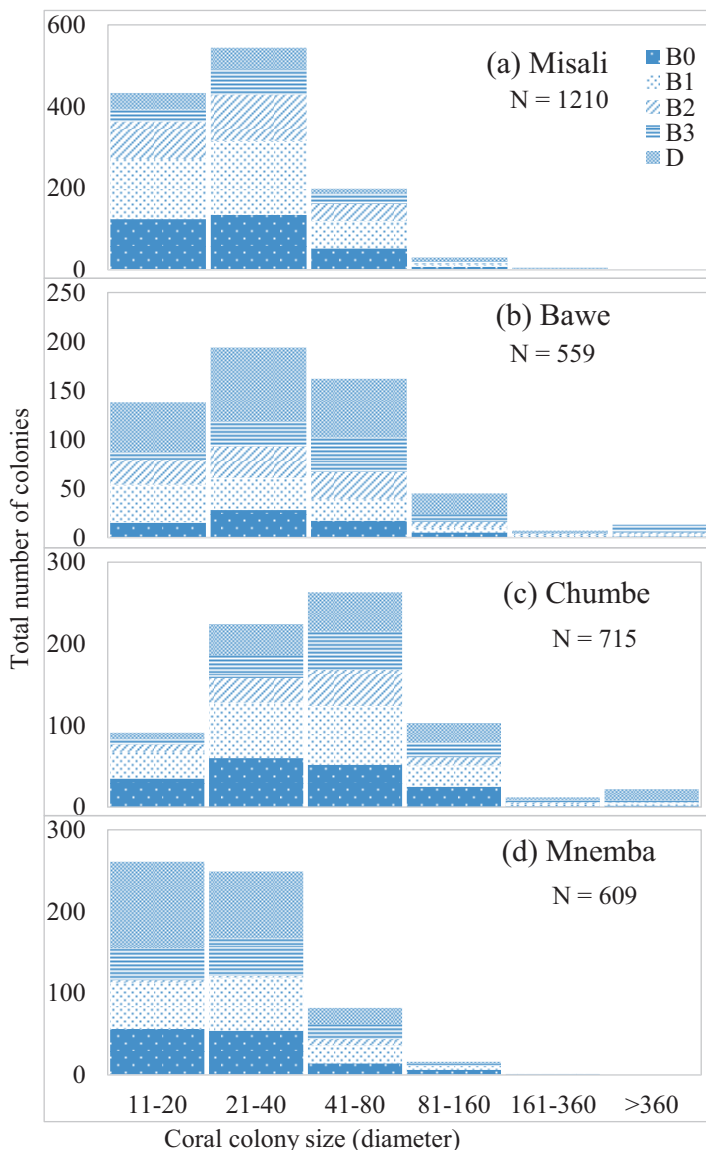 600
400
200
0
(a) Misali
N = 1210
B0
B1
B2
B3
D
250
200
150
100
50
0
(b) Bawe
N = 559
Total number of colonies
300
200
100
0
(c) Chumbe
N = 715
300
200
100
0
(d) Mnemba
N = 609
11-20 21-40 41-80 81-160 161-360 >360
Coral colony size (diameter)